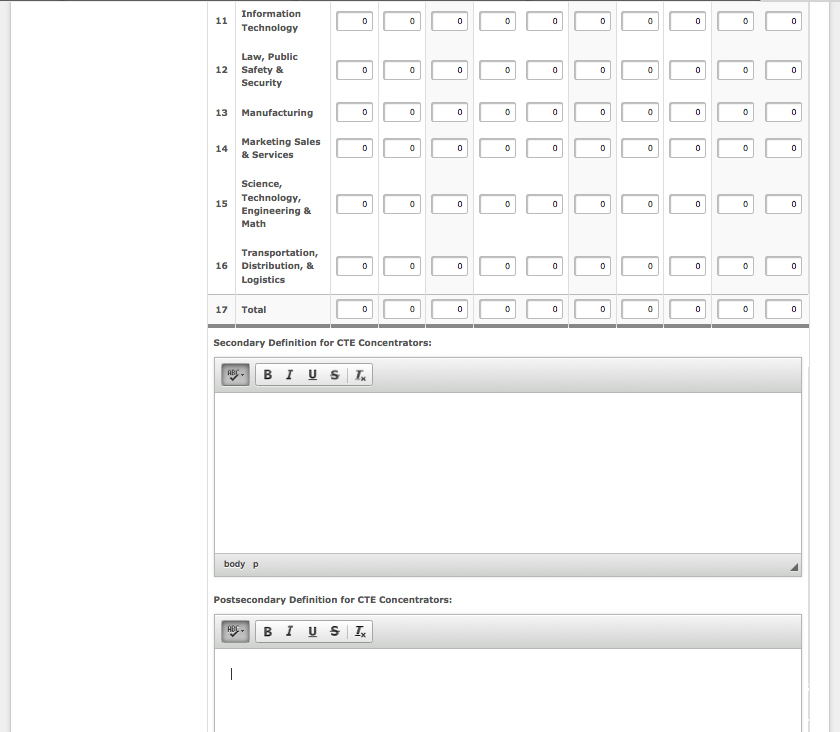 11 Information Technology 0 0 0 0 0 0 0 0 0 0
12 Law, Public Safety & Security 0 0 0 0 0 0 0 0 0 0
13 Manufacturing 0 0 0 0 0 0 0 0 0 0
14 Marketing Sales & Services 0 0 0 0 0 0 0 0 0 0
15 Science, Technology, Engineering & Math 0 0 0 0 0 0 0 0 0 0
16 Transportation, Distribution, & Logistics 0 0 0 0 0 0 0 0 0 0
17 Total 0 0 0 0 0 0 0 0 0 0
Secondary Definition for CTE Concentrators:
ABC B I U S Tx
body p
Postsecondary Definition for CTE Concentrators:
ABC B I U S Tx